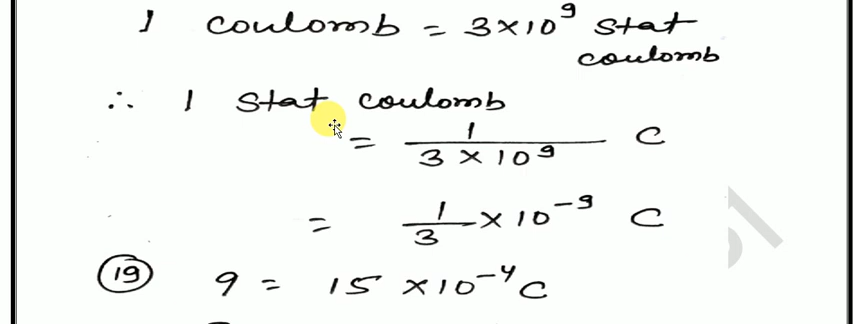 1 coulomb = 3×10⁹ stat
coulomb
∴ 1 stat coulomb
= 1/(3×10⁹) C
= 1/3 ×10⁻⁹ C
(19) q = 15 ×10⁻⁴ C